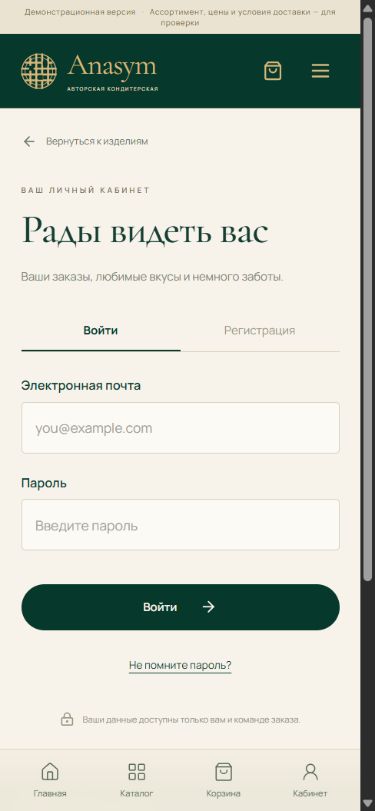 Демонстрационная версия · Ассортимент, цены и условия доставки — для
проверки
Anasym
АВТОРСКАЯ КОНДИТЕРСКАЯ
Вернуться к изделиям
ВАШ ЛИЧНЫЙ КАБИНЕТ
Рады видеть вас
Ваши заказы, любимые вкусы и немного заботы.
Войти
Регистрация
Электронная почта
you@example.com
Пароль
Введите пароль
Войти
Не помните пароль?
Ваши данные доступны только вам и команде заказа.
Главная
Каталог
Корзина
Кабинет